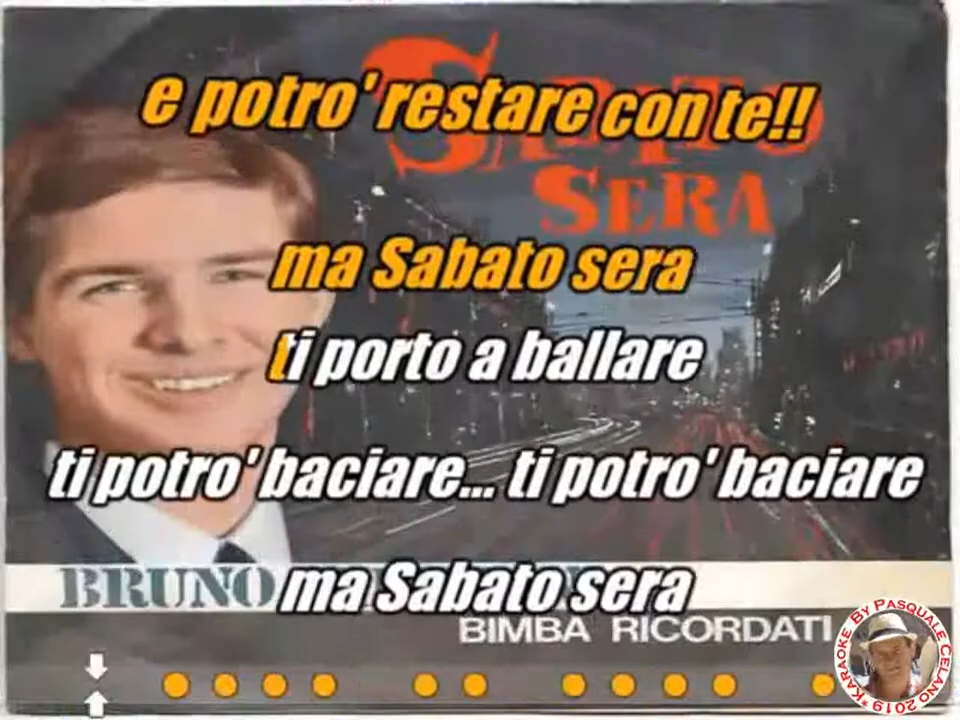 e potro' restare con te!!
SABATO
SERA
ma Sabato sera
ti porto a ballare
ti potro' baciare... ti potro' baciare
BRUNO
ma Sabato sera
BIMBA RICORDATI
*KARAOKE By PASQUALE CELANO 2019*